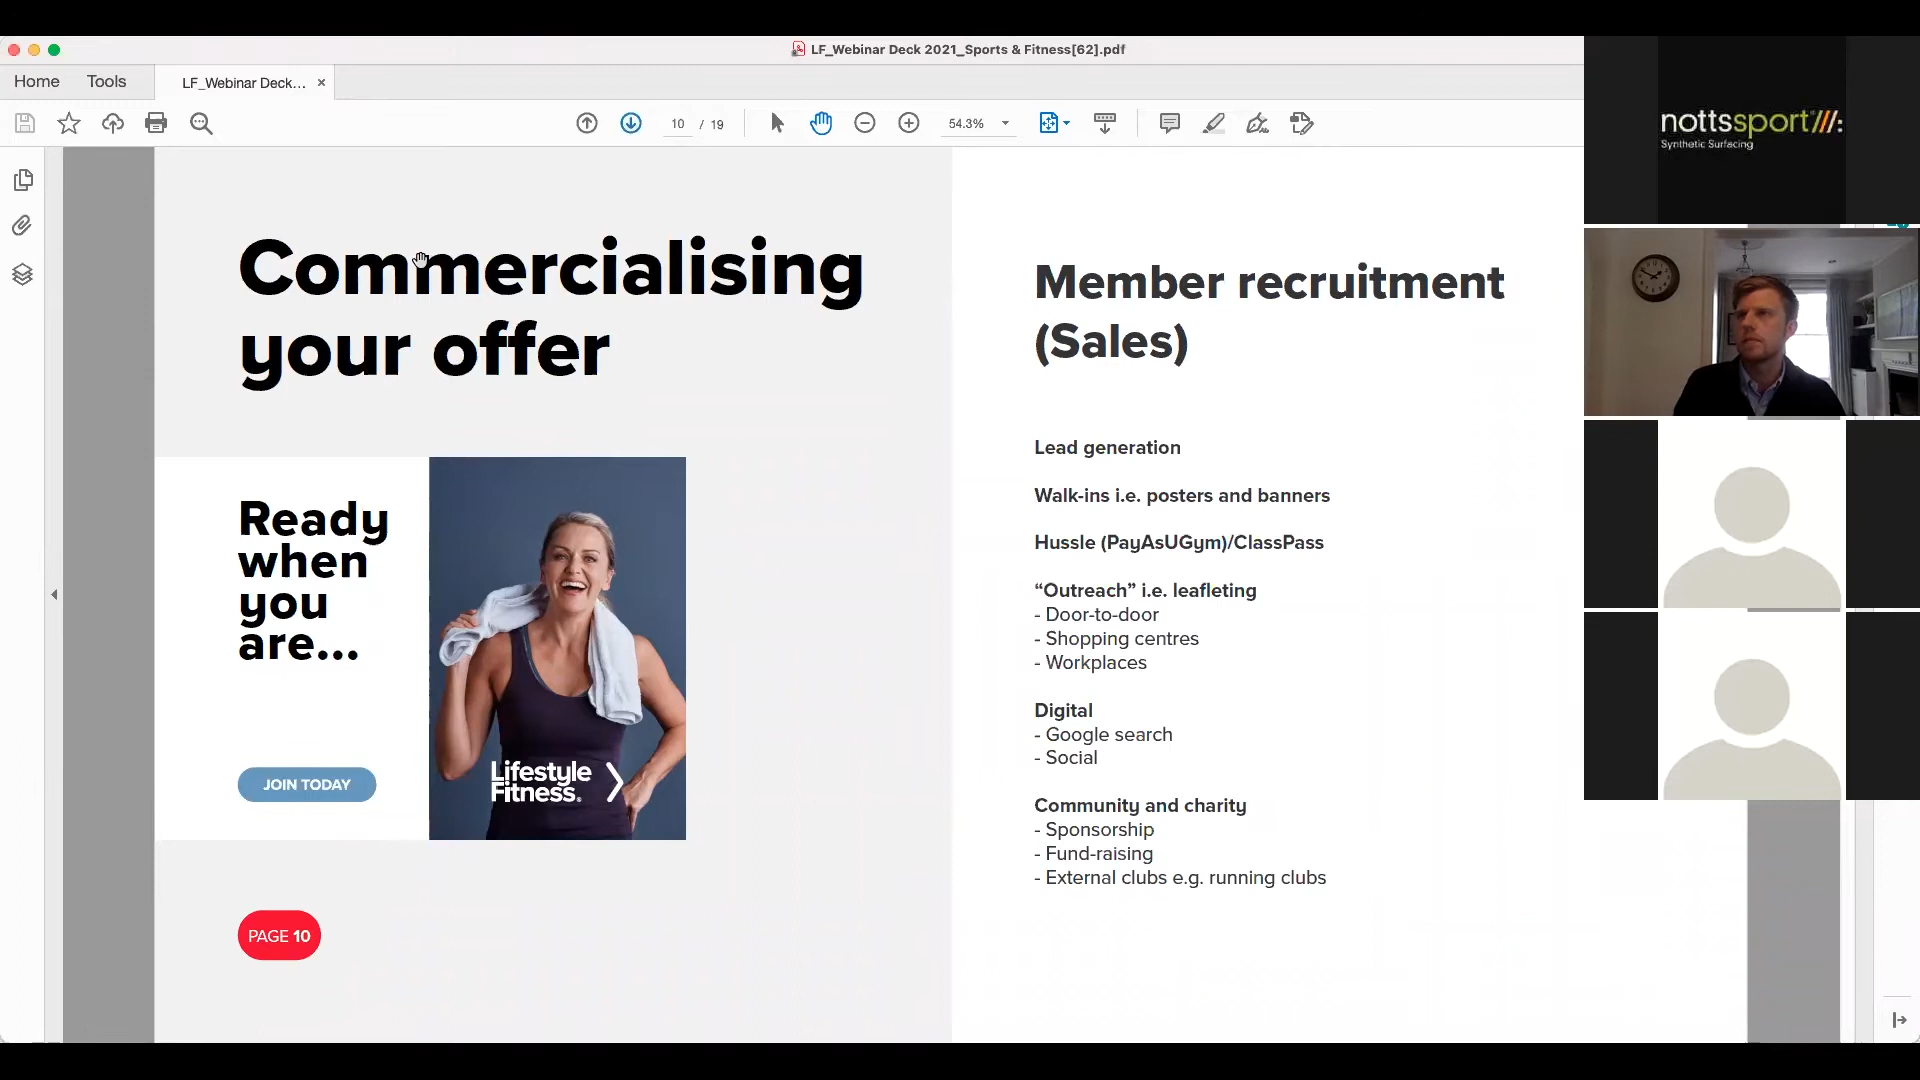 LF_Webinar Deck 2021_Sports & Fitness[62].pdf
Home Tools LF_Webinar Deck... ×
10 / 19 54.3%
nottssport///:
Synthetic Surfacing
Commercialising
your offer
Ready
when
you
are...
JOIN TODAY
Lifestyle
Fitness®
PAGE 10
Member recruitment
(Sales)
Lead generation
Walk-ins i.e. posters and banners
Hussle (PayAsUGym)/ClassPass
“Outreach” i.e. leafleting
- Door-to-door
- Shopping centres
- Workplaces
Digital
- Google search
- Social
Community and charity
- Sponsorship
- Fund-raising
- External clubs e.g. running clubs